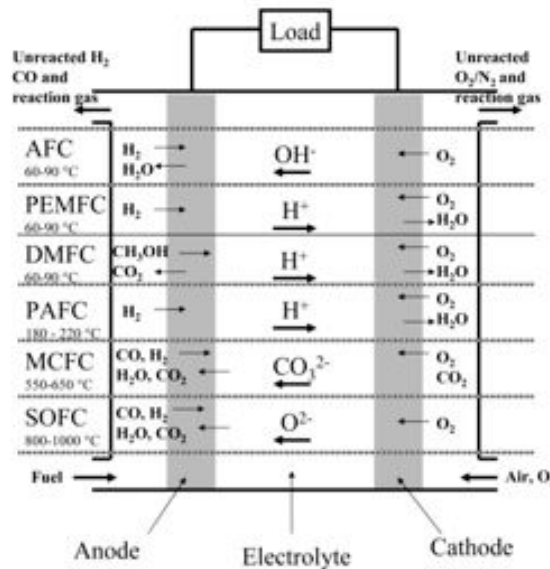 Load
Unreacted H₂
CO and
reaction gas
Unreacted
O₂/N₂ and
reaction gas
AFC
60-90 °C
H₂
H₂O
OH⁻
O₂
PEMFC
60-90 °C
H₂
H⁺
O₂
H₂O
DMFC
60-90 °C
CH₃OH
CO₂
H⁺
O₂
H₂O
PAFC
180 - 220 °C
H₂
H⁺
O₂
H₂O
MCFC
550-650 °C
CO, H₂
H₂O, CO₂
CO₃²⁻
O₂
CO₂
SOFC
800-1000 °C
CO, H₂
H₂O, CO₂
O²⁻
O₂
Fuel
Air, O
Anode
Electrolyte
Cathode